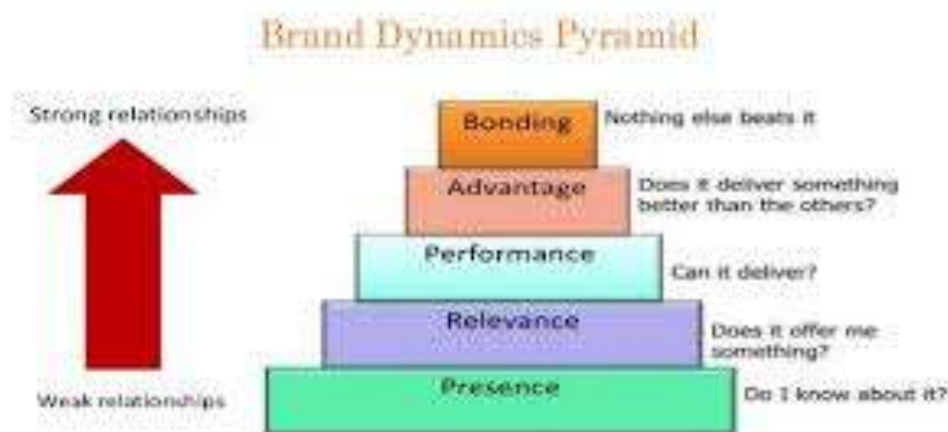 Brand Dynamics Pyramid
Strong relationships
Bonding
Nothing else beats it
Advantage
Does it deliver something
better than the others?
Performance
Can it deliver?
Relevance
Does it offer me
something?
Presence
Do I know about it?
Weak relationships